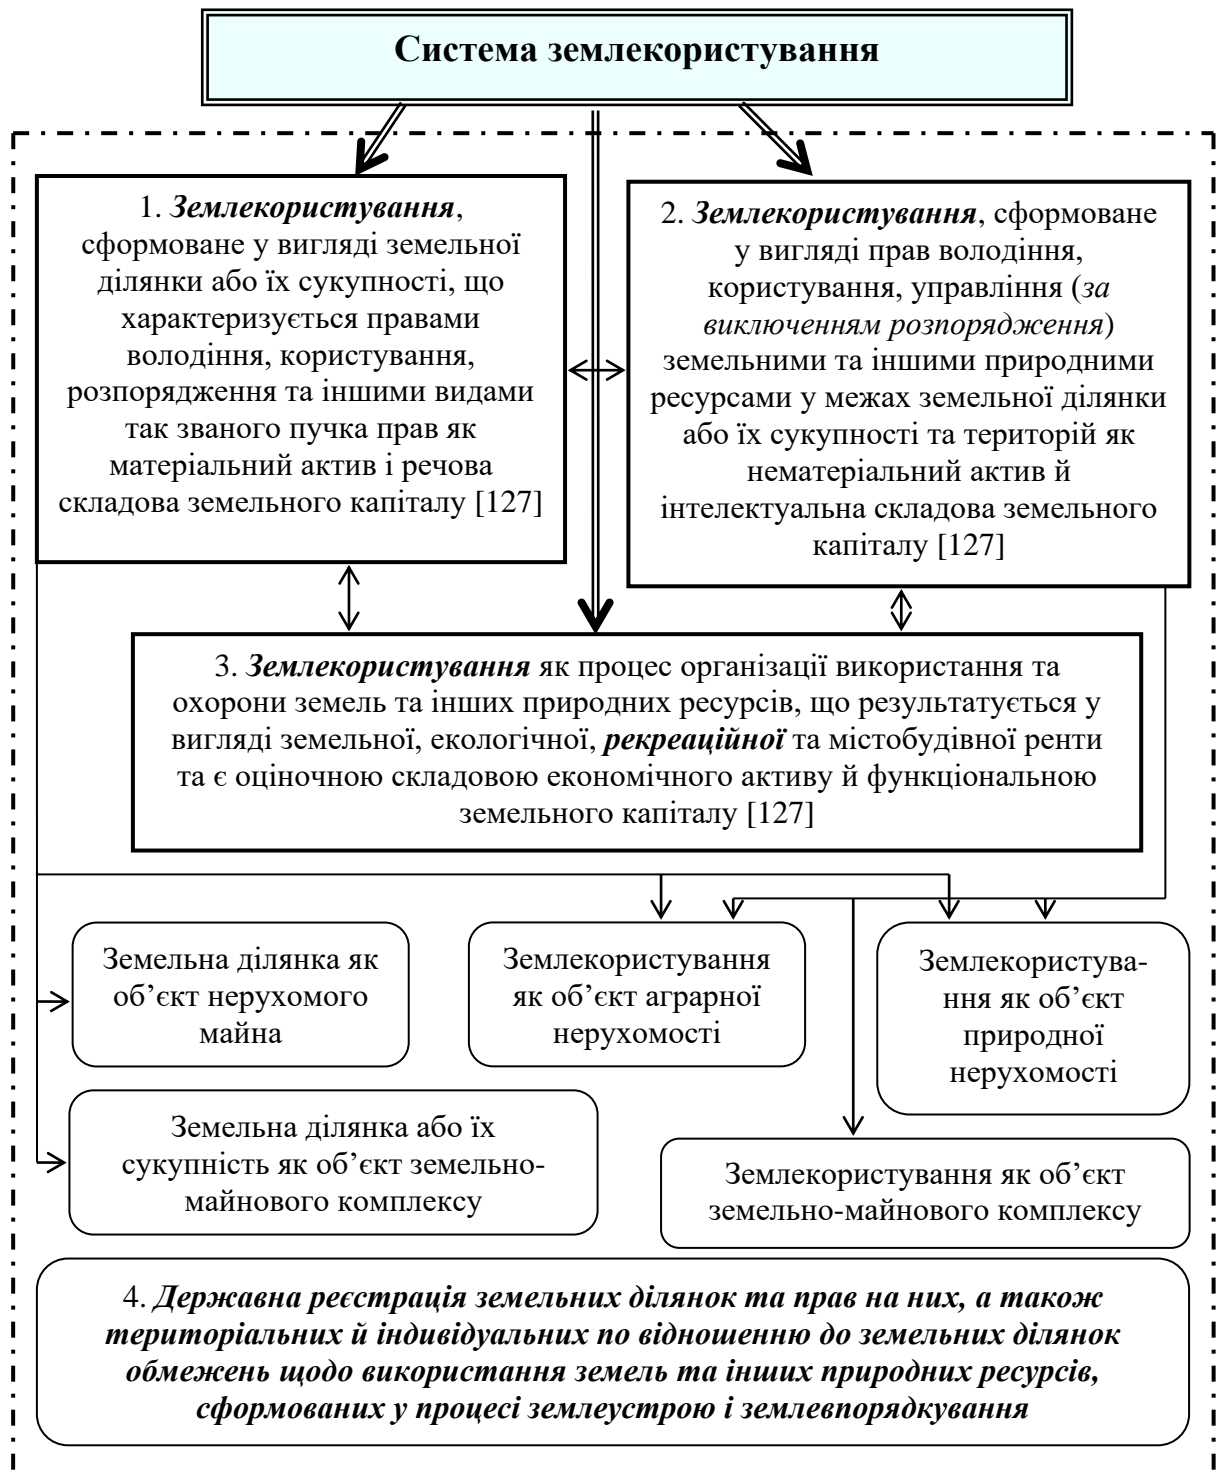 Система землекористування
1. Землекористування,
сформоване у вигляді земельної
ділянки або їх сукупності, що
характеризується правами
володіння, користування,
розпорядження та іншими видами
так званого пучка прав як
матеріальний актив і речова
складова земельного капіталу [127]
2. Землекористування, сформоване
у вигляді прав володіння,
користування, управління (за
виключенням розпорядження)
земельними та іншими природними
ресурсами у межах земельної ділянки
або їх сукупності та територій як
нематеріальний актив й
інтелектуальна складова земельного
капіталу [127]
3. Землекористування як процес організації використання та
охорони земель та інших природних ресурсів, що результатується у
вигляді земельної, екологічної, рекреаційної та містобудівної ренти
та є оціночною складовою економічного активу й функціональною
земельного капіталу [127]
Земельна ділянка як
об’єкт нерухомого
майна
Землекористування
як об’єкт аграрної
нерухомості
Землекористува-
ння як об’єкт
природної
нерухомості
Земельна ділянка або їх
сукупність як об’єкт земельно-
майнового комплексу
Землекористування як об’єкт
земельно-майнового комплексу
4. Державна реєстрація земельних ділянок та прав на них, а також
територіальних й індивідуальних по відношенню до земельних ділянок
обмежень щодо використання земель та інших природних ресурсів,
сформованих у процесі землеустрою і землевпорядкування